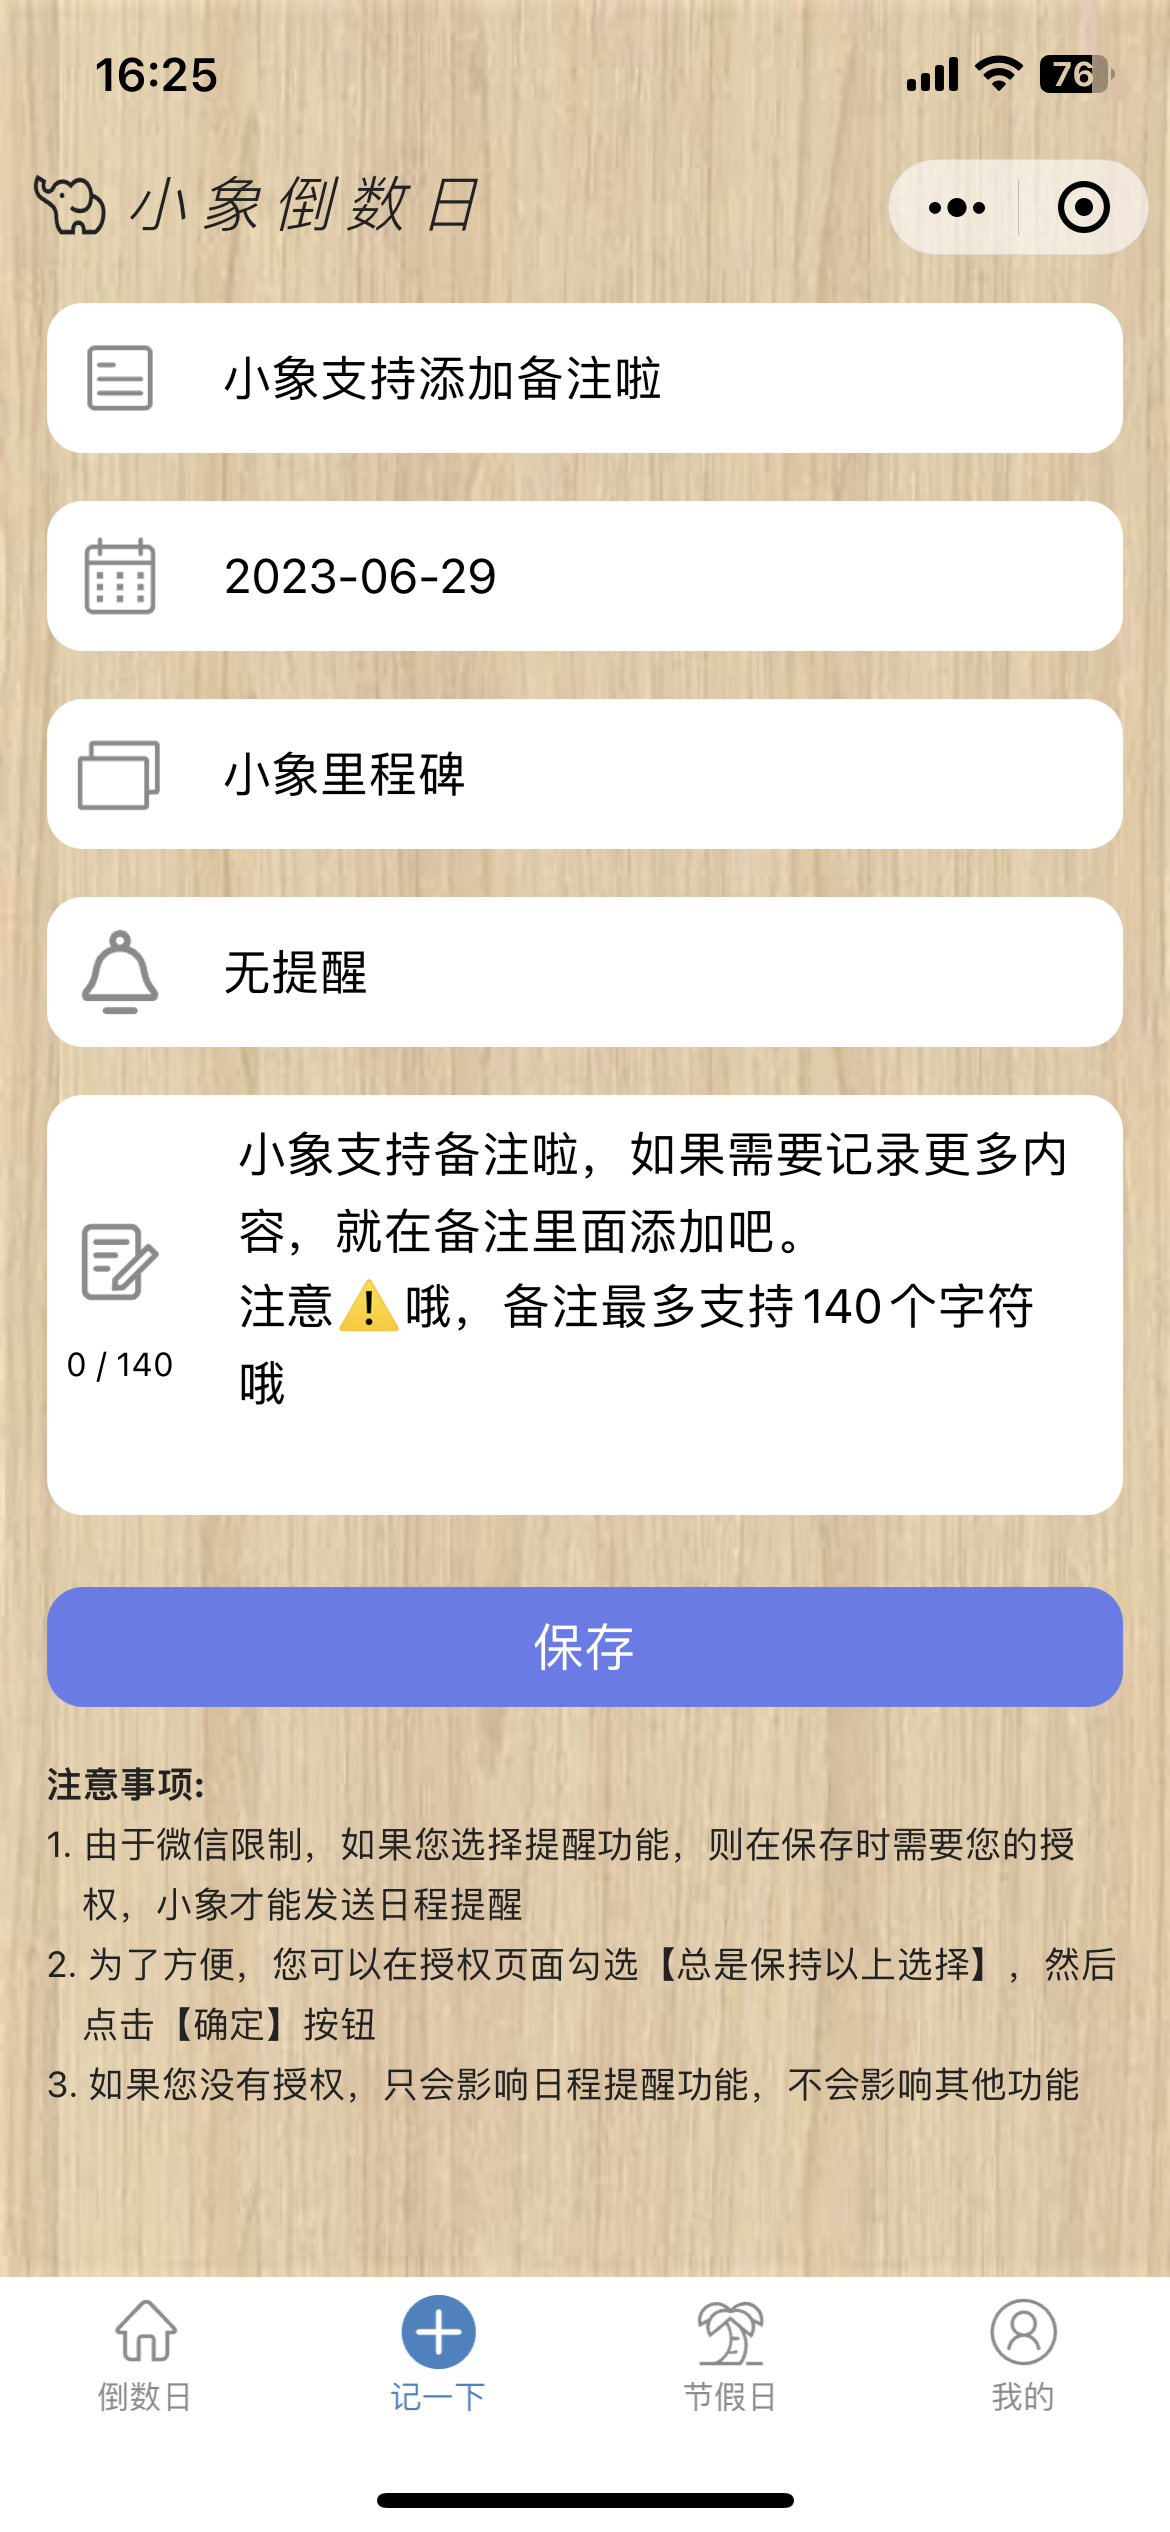 16:25
76
小象倒数日
小象支持添加备注啦
2023-06-29
小象里程碑
无提醒
小象支持备注啦，如果需要记录更多内
容，就在备注里面添加吧。
注意⚠️哦，备注最多支持140个字符
哦
0 / 140
保存
注意事项:
1. 由于微信限制，如果您选择提醒功能，则在保存时需要您的授
权，小象才能发送日程提醒
2. 为了方便，您可以在授权页面勾选【总是保持以上选择】，然后
点击【确定】按钮
3. 如果您没有授权，只会影响日程提醒功能，不会影响其他功能
倒数日
记一下
节假日
我的